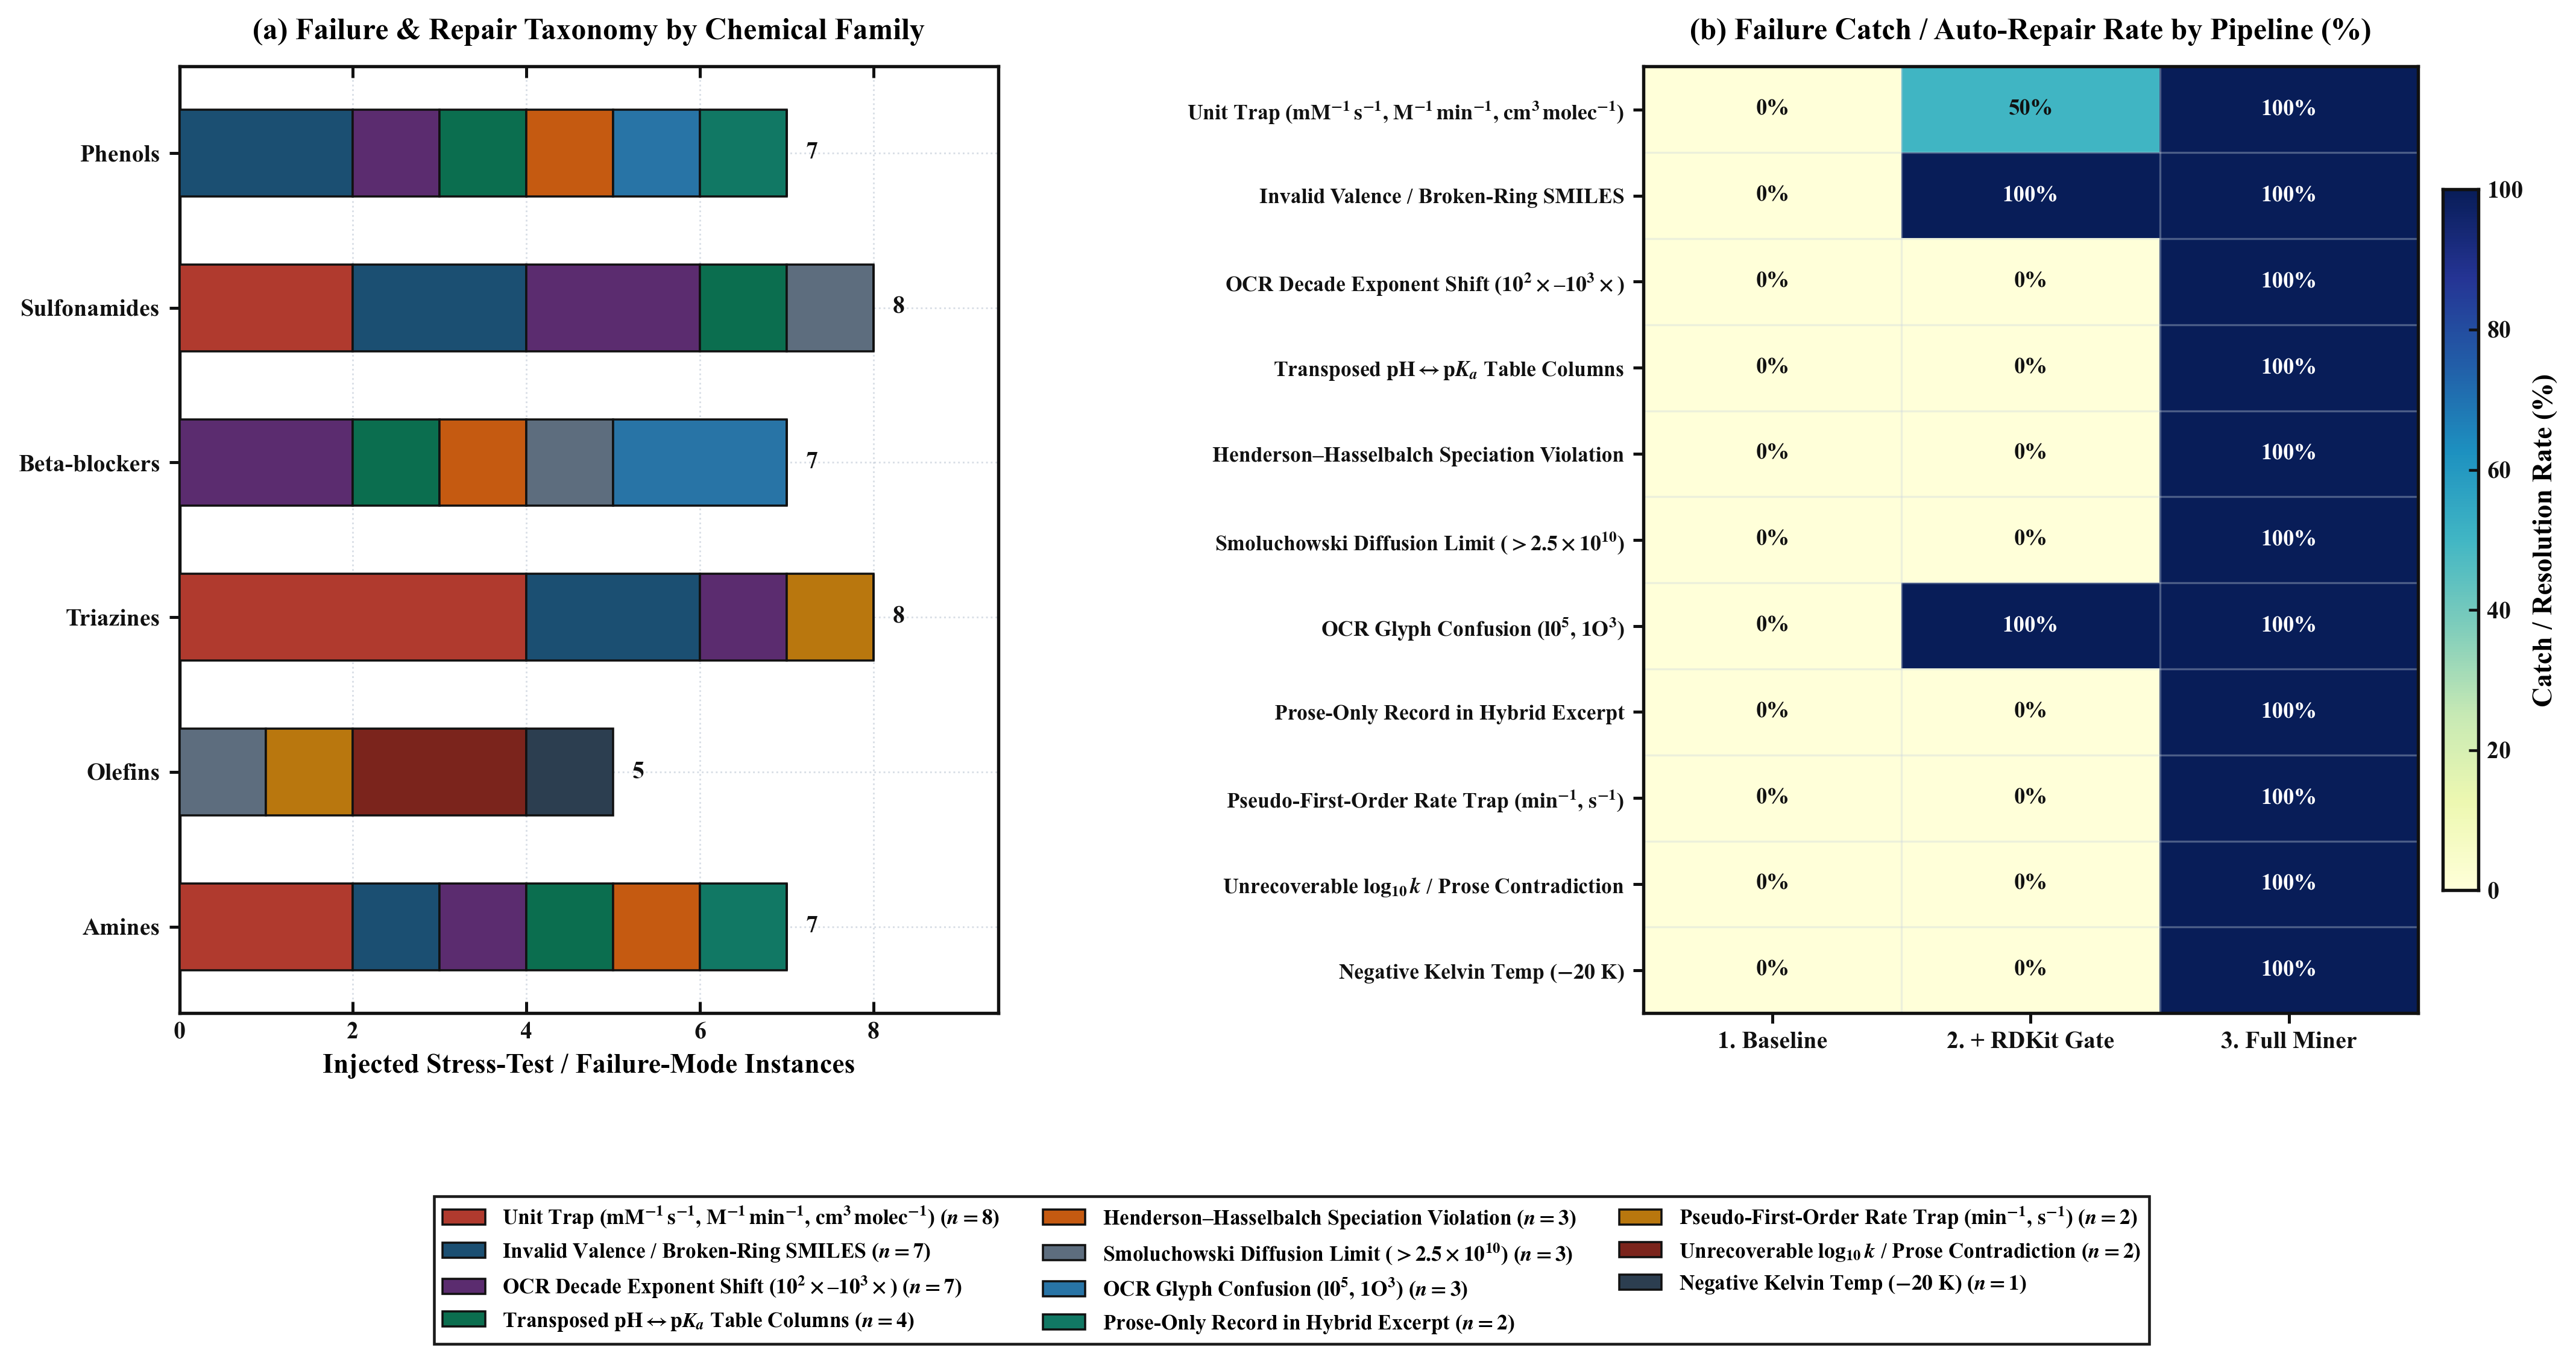 (a) Failure & Repair Taxonomy by Chemical Family
Phenols
7
Sulfonamides
8
Beta-blockers
7
Triazines
8
Olefins
5
Amines
7
0 2 4 6 8
Injected Stress-Test / Failure-Mode Instances
(b) Failure Catch / Auto-Repair Rate by Pipeline (%)
Unit Trap (mM⁻¹ s⁻¹, M⁻¹ min⁻¹, cm³ molec⁻¹) 0% 50% 100%
Invalid Valence / Broken-Ring SMILES 0% 100% 100%
OCR Decade Exponent Shift (10² × –10³ ×) 0% 0% 100%
Transposed pH ↔ pKₐ Table Columns 0% 0% 100%
Henderson–Hasselbalch Speciation Violation 0% 0% 100%
Smoluchowski Diffusion Limit ( > 2.5 × 10¹⁰) 0% 0% 100%
OCR Glyph Confusion (l0⁵, 1O³) 0% 100% 100%
Prose-Only Record in Hybrid Excerpt 0% 0% 100%
Pseudo-First-Order Rate Trap (min⁻¹, s⁻¹) 0% 0% 100%
Unrecoverable log₁₀ k / Prose Contradiction 0% 0% 100%
Negative Kelvin Temp (−20 K) 0% 0% 100%
1. Baseline 2. + RDKit Gate 3. Full Miner
100
80
60
40
20
0
Catch / Resolution Rate (%)
Unit Trap (mM⁻¹ s⁻¹, M⁻¹ min⁻¹, cm³ molec⁻¹) (n = 8)
Invalid Valence / Broken-Ring SMILES (n = 7)
OCR Decade Exponent Shift (10² × –10³ ×) (n = 7)
Transposed pH ↔ pKₐ Table Columns (n = 4)
Henderson–Hasselbalch Speciation Violation (n = 3)
Smoluchowski Diffusion Limit ( > 2.5 × 10¹⁰) (n = 3)
OCR Glyph Confusion (l0⁵, 1O³) (n = 3)
Prose-Only Record in Hybrid Excerpt (n = 2)
Pseudo-First-Order Rate Trap (min⁻¹, s⁻¹) (n = 2)
Unrecoverable log₁₀ k / Prose Contradiction (n = 2)
Negative Kelvin Temp (−20 K) (n = 1)